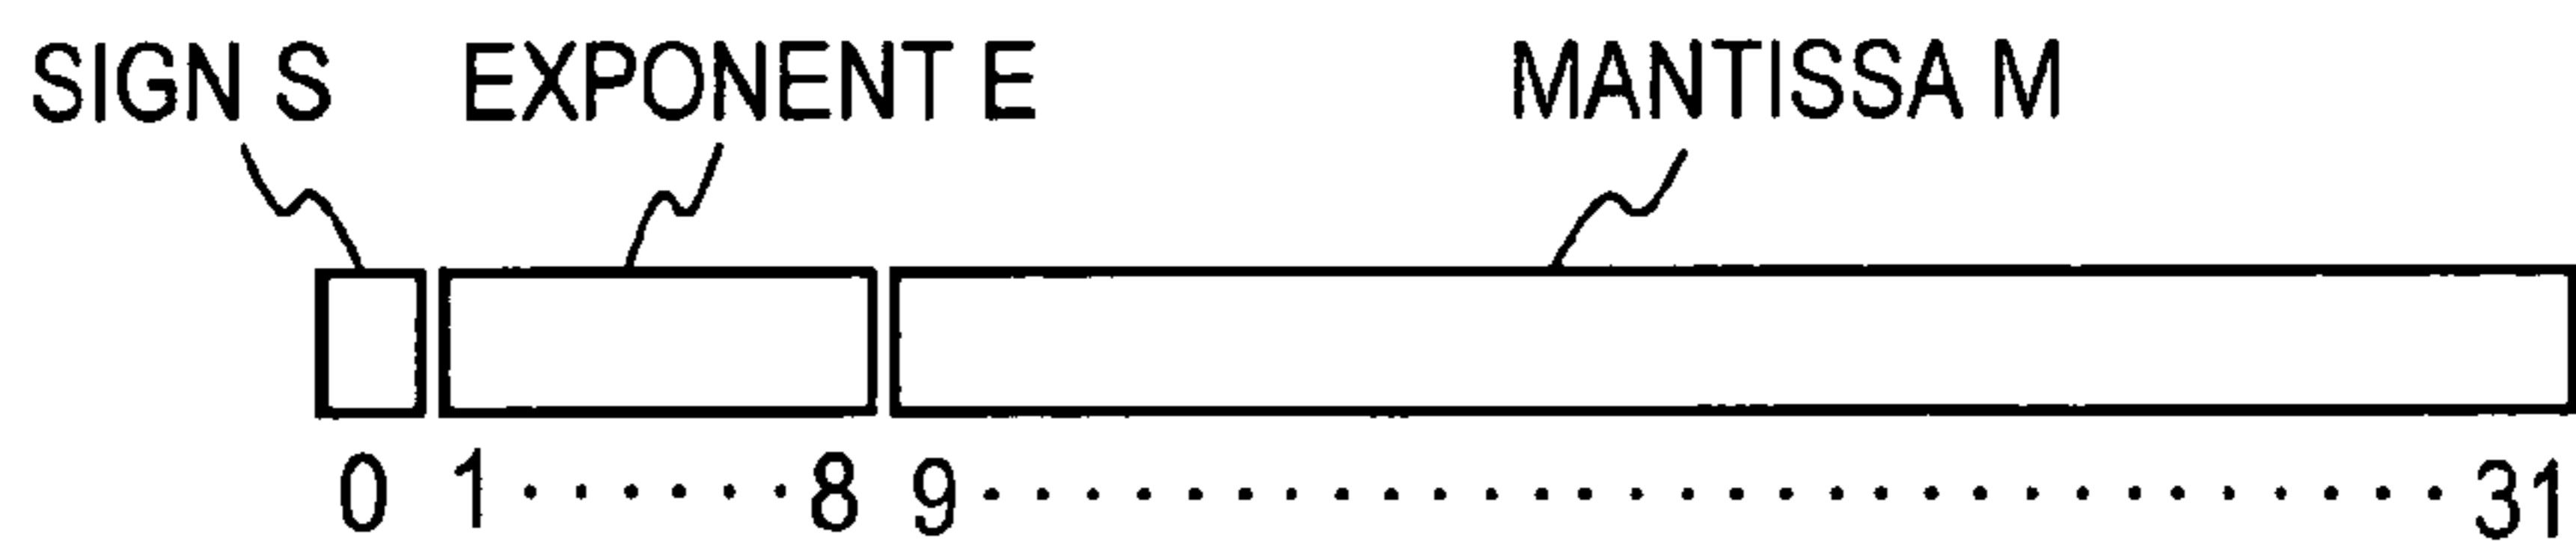 SIGN S EXPONENT E MANTISSA M
0 1 · · · · · · 8 9 · · · · · · · · · · · · · · · · · · · · · · · · · · · · · · 31